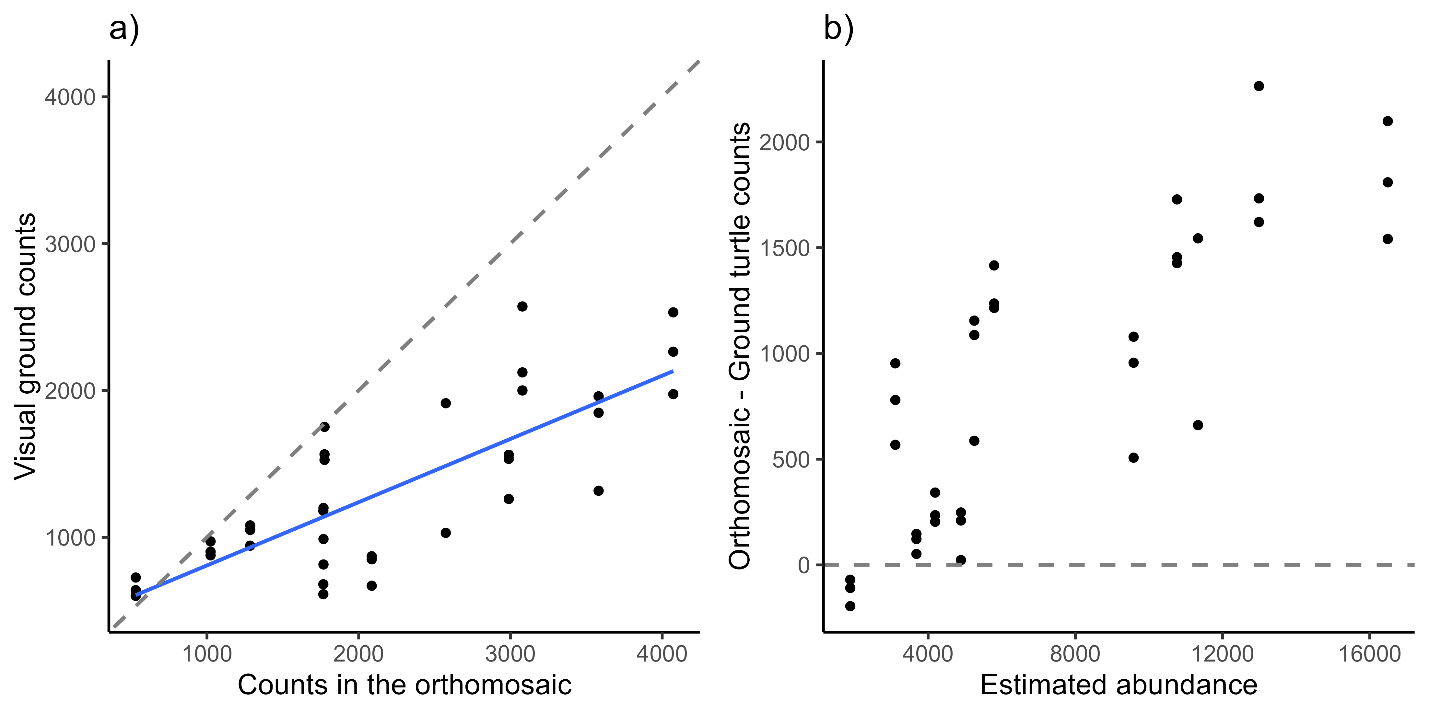 a)
Visual ground counts
4000
3000
2000
1000
1000 2000 3000 4000
Counts in the orthomosaic
b)
Orthomosaic - Ground turtle counts
2000
1500
1000
500
0
4000 8000 12000 16000
Estimated abundance